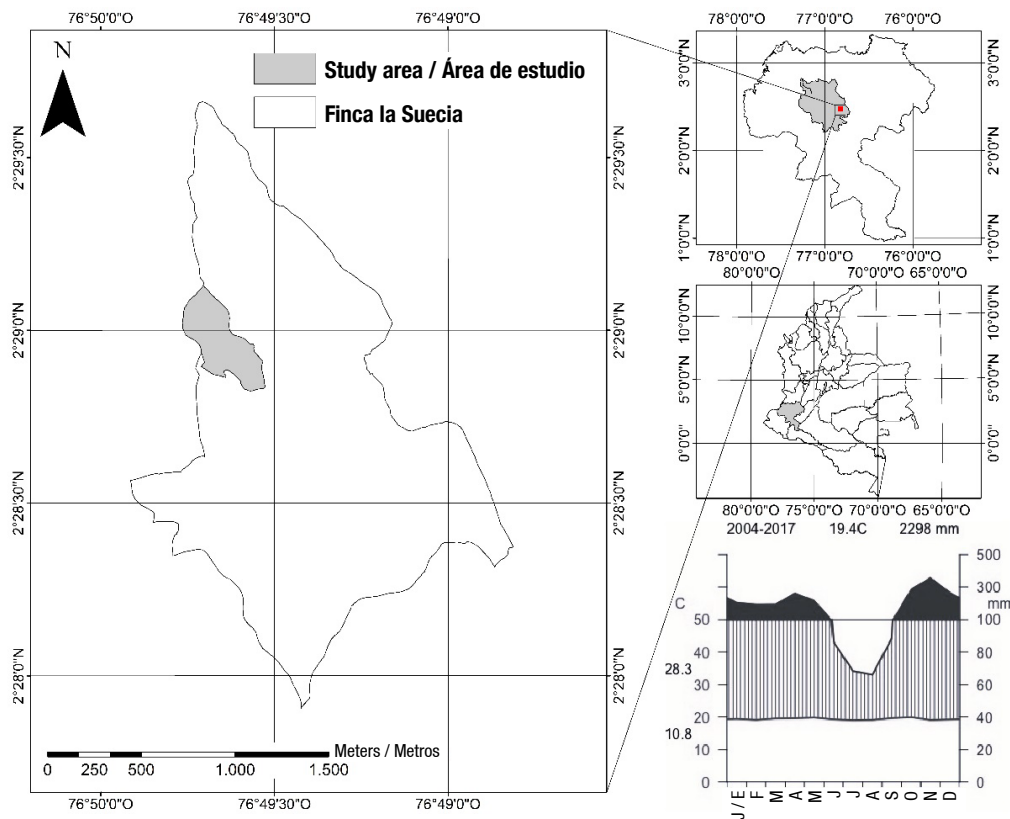 76°50'0"O 76°49'30"O 76°49'0"O
N
Study area / Área de estudio
Finca la Suecia
2°29'30"N
2°29'0"N
2°28'30"N
2°28'0"N
2°29'30"N
2°29'0"N
2°28'30"N
2°28'0"N
Meters / Metros
0 250 500 1.000 1.500
76°50'0"O 76°49'30"O 76°49'0"O
78°0'0"O 77°0'0"O 76°0'0"O
3°0'0"N
2°0'0"N
1°0'0"N
3°0'0"N
2°0'0"N
1°0'0"N
78°0'0"O 77°0'0"O 76°0'0"O
80°0'0"O 70°0'0"O 65°0'0"O
10°0'0"N
5°0'0"N
0°0'0"
10°0'0"N
5°0'0"N
0°0'0"
80°0'0"O 75°0'0"O 70°0'0"O 65°0'0"O
2004-2017 19.4C 2298 mm
C
50
40
28.3
30
20
10.8
10
0
500
300
mm
100
80
60
40
20
0
J / E F M A M J J A S O N D